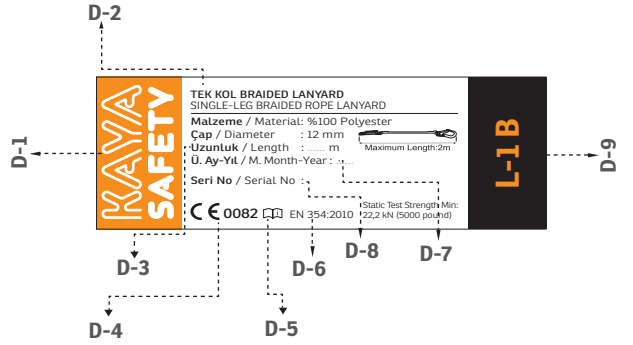 D-2
KAYA
SAFETY
TEK KOL BRAIDED LANYARD
SINGLE-LEG BRAIDED ROPE LANYARD
Malzeme / Material: %100 Polyester
Çap / Diameter : 12 mm
Uzunluk / Length : ...... m
Ü. Ay-Yıl / M. Month-Year : ......
Maximum Length:2m
Seri No / Serial No :
CE 0082 EN 354:2010
Static Test Strength Min:
22,2 kN (5000 pound)
L-1 B
D-1
D-9
D-3
D-6
D-8
D-7
D-4
D-5